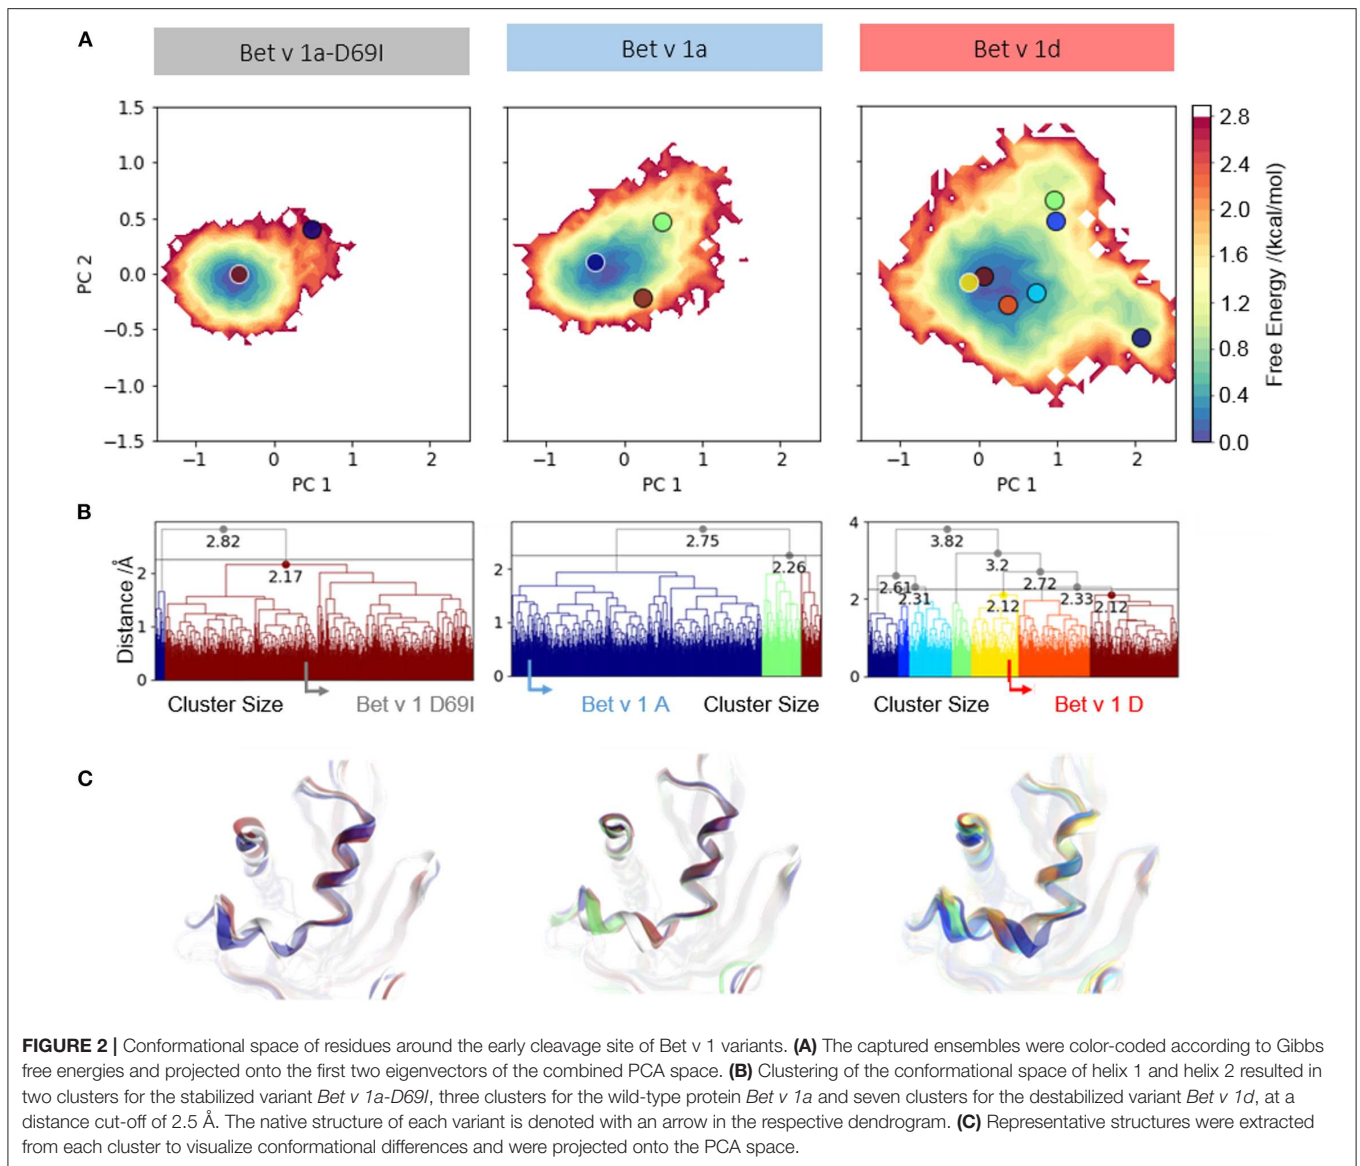 A
Bet v 1a-D69I
Bet v 1a
Bet v 1d
1.5
1.0
0.5
0.0
−0.5
−1.0
−1.5
PC 2
−1 0 1 2
PC 1
−1 0 1 2
PC 1
−1 0 1 2
PC 1
2.8
2.4
2.0
1.6
1.2
0.8
0.4
0.0
Free Energy /(kcal/mol)
B
Distance /Å
2
1
0
2.82
2.17
Cluster Size
Bet v 1 D69I
2
1
0
2.75
2.26
Bet v 1 A
Cluster Size
4
2
0
3.82
3.2
2.61
2.31
2.72
2.12
2.33
2.12
Cluster Size
Bet v 1 D
C
FIGURE 2 | Conformational space of residues around the early cleavage site of Bet v 1 variants. (A) The captured ensembles were color-coded according to Gibbs
free energies and projected onto the first two eigenvectors of the combined PCA space. (B) Clustering of the conformational space of helix 1 and helix 2 resulted in
two clusters for the stabilized variant Bet v 1a-D69I, three clusters for the wild-type protein Bet v 1a and seven clusters for the destabilized variant Bet v 1d, at a
distance cut-off of 2.5 Å. The native structure of each variant is denoted with an arrow in the respective dendrogram. (C) Representative structures were extracted
from each cluster to visualize conformational differences and were projected onto the PCA space.